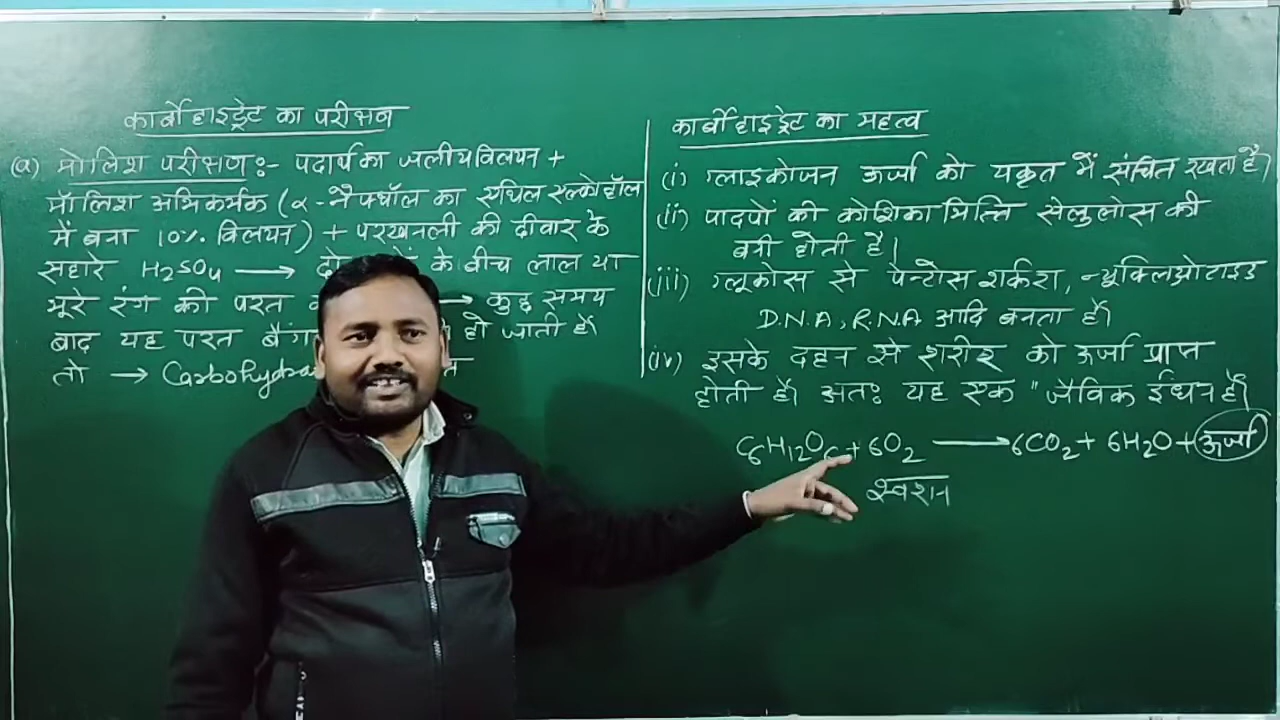 कार्बोहाइड्रेट का परीक्षण
(a) मोलिश परीक्षण:- पदार्थ का जलीय विलयन +
मॉलिश अभिकर्मक (α-नैफ्थॉल का एथिल एल्कोहॉल
में बना 10% विलयन) + परखनली की दीवार के
सहारे H2SO4 ⟶ के बीच लाल या
भूरे रंग की परत → कुछ समय
बाद यह परत हो जाती है।
तो →
कार्बोहाइड्रेट का महत्व
(i) ग्लाइकोजन ऊर्जा को यकृत में संचित रखता है।
(ii) पादपों की कोशिका भित्ति सेलुलोस की
बनी होती है।
(iii) ग्लूकोस से पेन्टोस शर्करा, न्यूक्लिओटाइड
D.N.A, R.N.A आदि बनता है।
(iv) इसके दहन से शरीर को ऊर्जा प्राप्त
होती है। अतः यह एक "जैविक ईंधन है।
C6H12O6 + 6O2 ⟶ 6CO2 + 6H2O + ऊर्जा
श्वशन